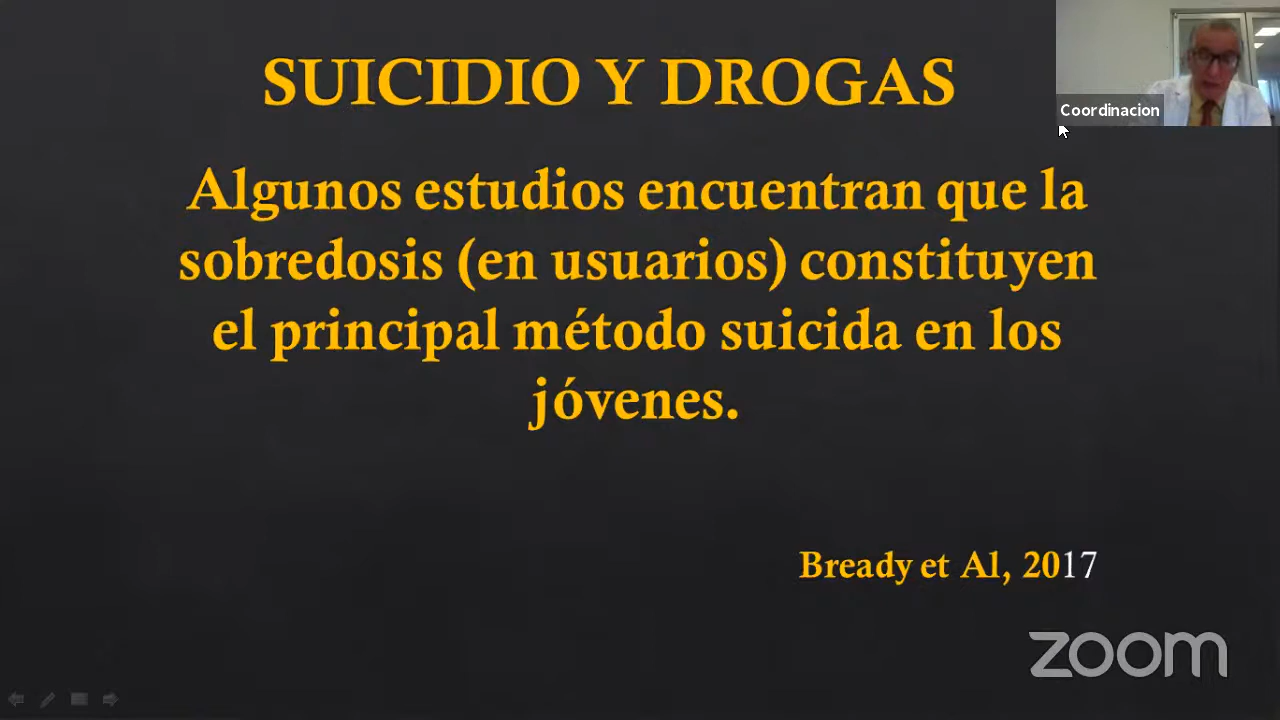 SUICIDIO Y DROGAS
Coordinacion
Algunos estudios encuentran que la
sobredosis (en usuarios) constituyen
el principal método suicida en los
jóvenes.
Bready et Al, 2017
zoom